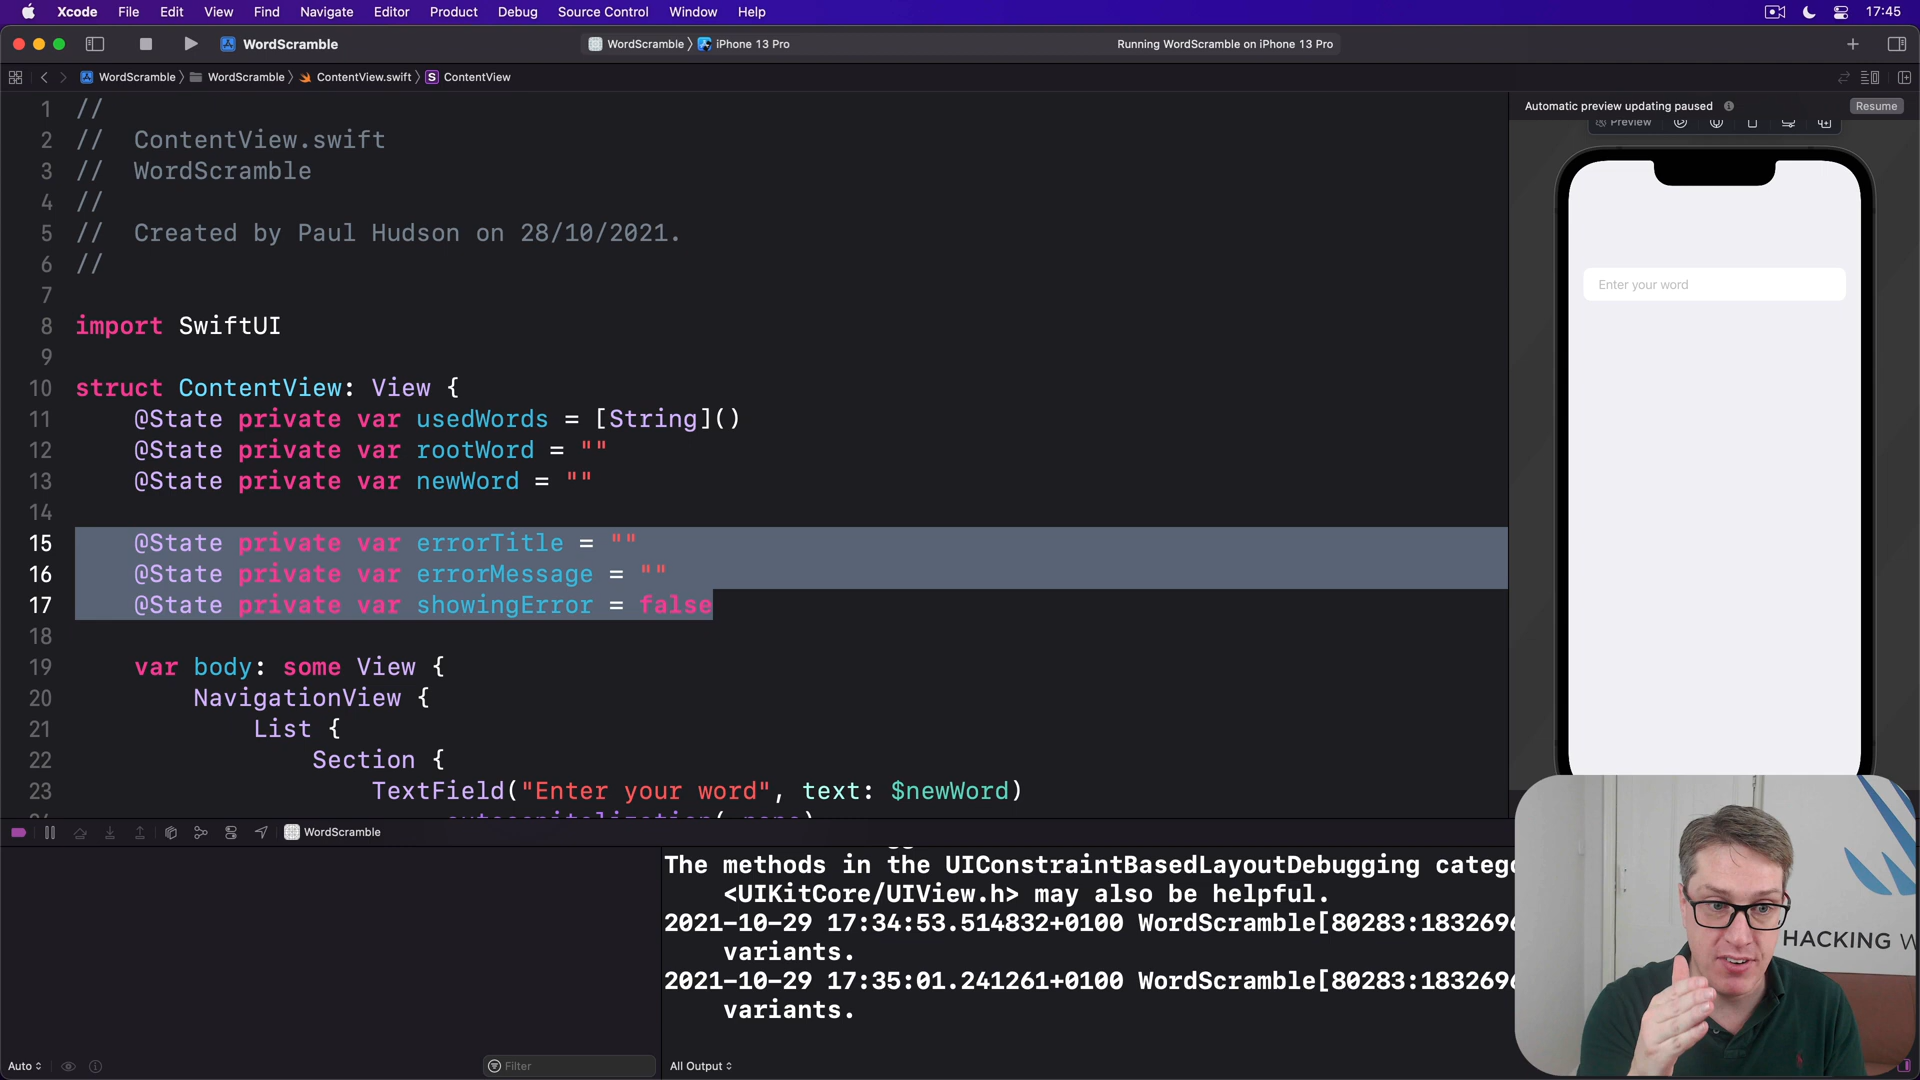 Xcode File Edit View Find Navigate Editor Product Debug Source Control Window Help 17:45
WordScramble WordScramble iPhone 13 Pro Running WordScramble on iPhone 13 Pro
WordScramble WordScramble ContentView.swift S ContentView
Automatic preview updating paused Resume
Preview
1 //
2 // ContentView.swift
3 // WordScramble
4 //
5 // Created by Paul Hudson on 28/10/2021.
6 //
7
8 import SwiftUI
9
10 struct ContentView: View {
11 @State private var usedWords = [String]()
12 @State private var rootWord = ""
13 @State private var newWord = ""
14
15 @State private var errorTitle = ""
16 @State private var errorMessage = ""
17 @State private var showingError = false
18
19 var body: some View {
20 NavigationView {
21 List {
22 Section {
23 TextField("Enter your word", text: $newWord)
Enter your word
WordScramble
The methods in the UIConstraintBasedLayoutDebugging catego
<UIKitCore/UIView.h> may also be helpful.
2021-10-29 17:34:53.514832+0100 WordScramble[80283:1832696
variants.
2021-10-29 17:35:01.241261+0100 WordScramble[80283:1832696
variants.
HACKING W
Auto Filter All Output